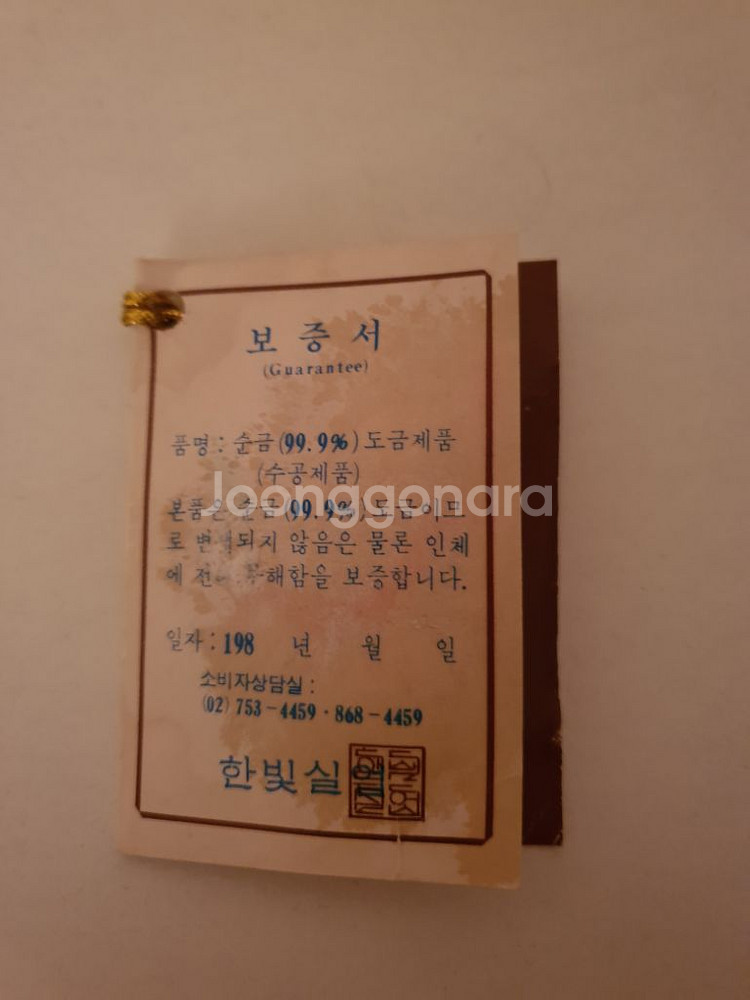 보증서
(Guarantee)
품명 : 순금(99.9%)도금제품
(수공제품)
본품은 순금(99.9%)도금이므
로 변색되지 않음은 물론 인체
에 해함을 보증합니다.
일자 : 198 년 월 일
소비자상담실 :
(02) 753-4459 · 868-4459
한빛실업
Joonggonara